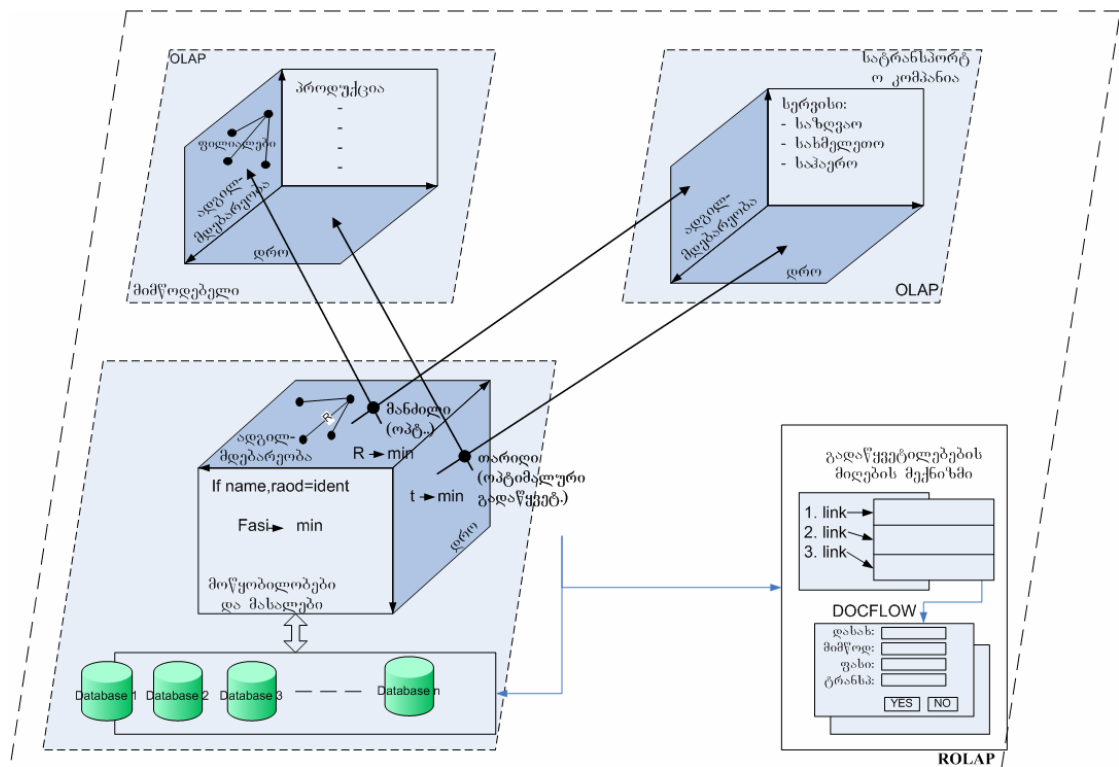 OLAP
პროდუქცია
-
-
-
-
ფილიალები
ადგილ-
მდებარეობა
დრო
მიმწოდებელი
სატრანსპორტ
ო კომპანია
სერვისი:
- საზღვაო
- სახმელეთო
- საჰაერო
ადგილ-
მდებარეობა
დრო
OLAP
R
მანძილი
(ოპტ..)
ადგილ-
მდებარეობა
R min
თარიღი
(ოპტიმალური
გადაწყვეტ.)
t min
If name,raod=ident
Fasi min
დრო
მოწყობილობები
და მასალები
Database 1
Database 2
Database 3
Database n
გადაწყვეტილებების
მიღების მექნიზმი
1. link
2. link
3. link
DOCFLOW
დასახ:
მიმწოდ:
ფასი:
ტრანსპ:
YES
NO
ROLAP